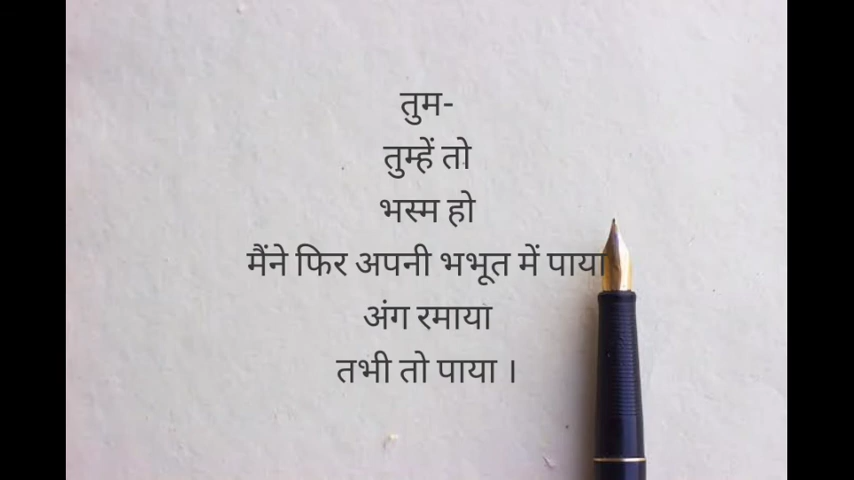 तुम-
तुम्हें तो
भस्म हो
मैंने फिर अपनी भभूत में पाया
अंग रमाया
तभी तो पाया ।